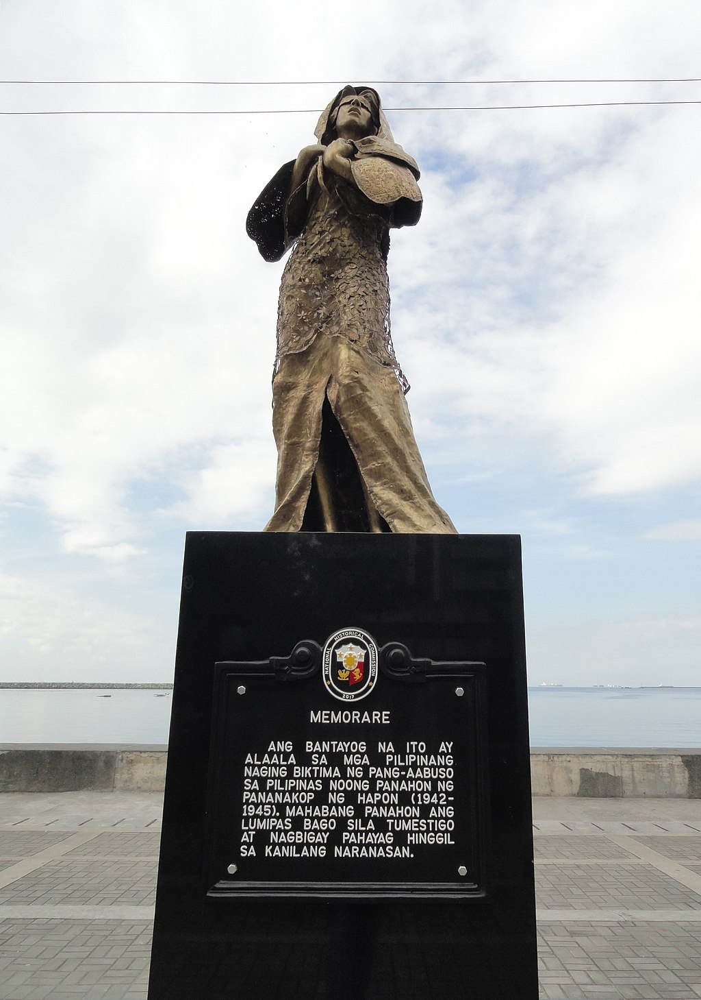 NATIONAL HISTORICAL COMMISSION
2017
MEMORARE
ANG BANTAYOG NA ITO AY
ALAALA SA MGA PILIPINANG
NAGING BIKTIMA NG PANG-AABUSO
SA PILIPINAS NOONG PANAHON NG
PANANAKOP NG HAPON (1942-
1945). MAHABANG PANAHON ANG
LUMIPAS BAGO SILA TUMESTIGO
AT NAGBIGAY PAHAYAG HINGGIL
SA KANILANG NARANASAN.